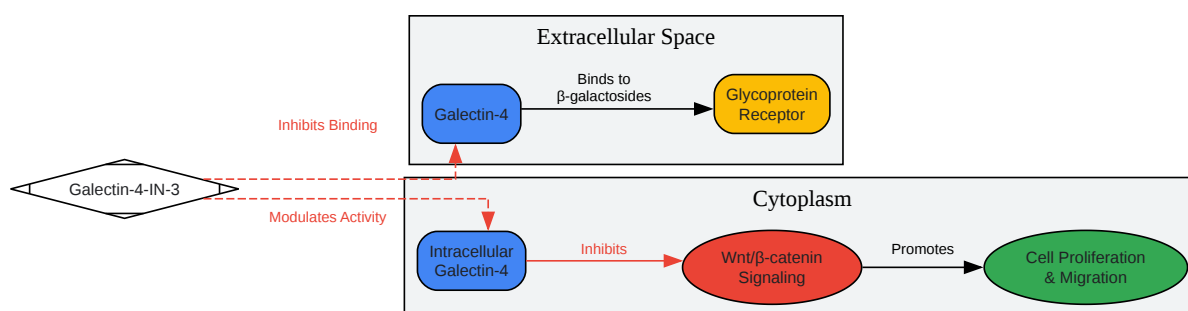 Extracellular Space
Binds to
β-galactosides
Galectin-4
Glycoprotein
Receptor
Inhibits Binding
Galectin-4-IN-3
Modulates Activity
Cytoplasm
Intracellular
Galectin-4
Inhibits
Wnt/β-catenin
Signaling
Promotes
Cell Proliferation
& Migration